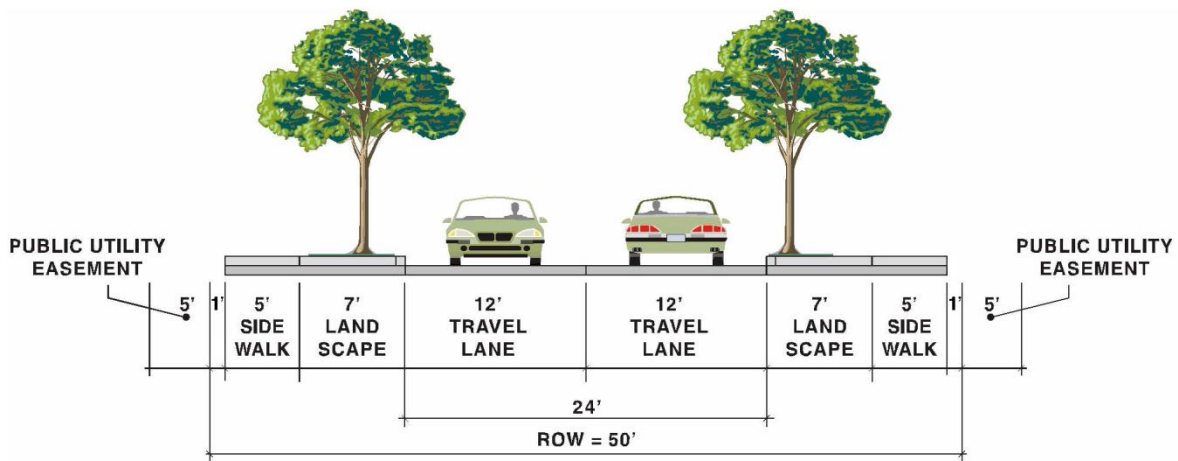 PUBLIC UTILITY
EASEMENT
PUBLIC UTILITY
EASEMENT
5' 1' 5' 7' 12' 12' 7' 5' 1' 5'
SIDE LAND TRAVEL TRAVEL LAND SIDE
WALK SCAPE LANE LANE SCAPE WALK
24'
ROW = 50'